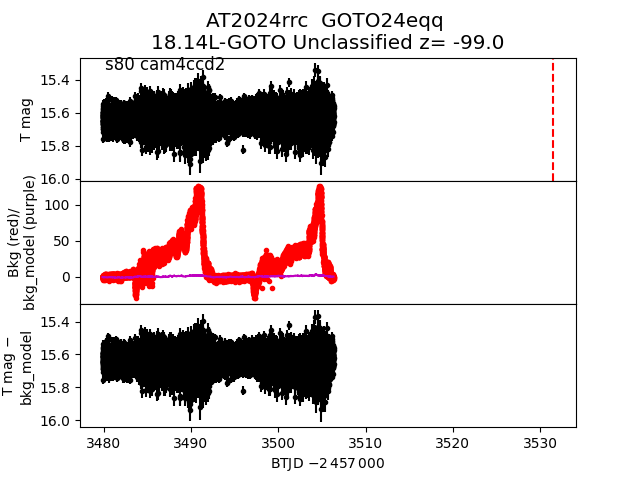 AT2024rrc  GOTO24eqq
18.14L-GOTO Unclassified z= -99.0
s80 cam4ccd2
15.4
15.6
15.8
16.0
T mag
100
50
0
Bkg (red)/
bkg_model (purple)
15.4
15.6
15.8
16.0
T mag −
bkg_model
3480 3490 3500 3510 3520 3530
BTJD −2 457 000